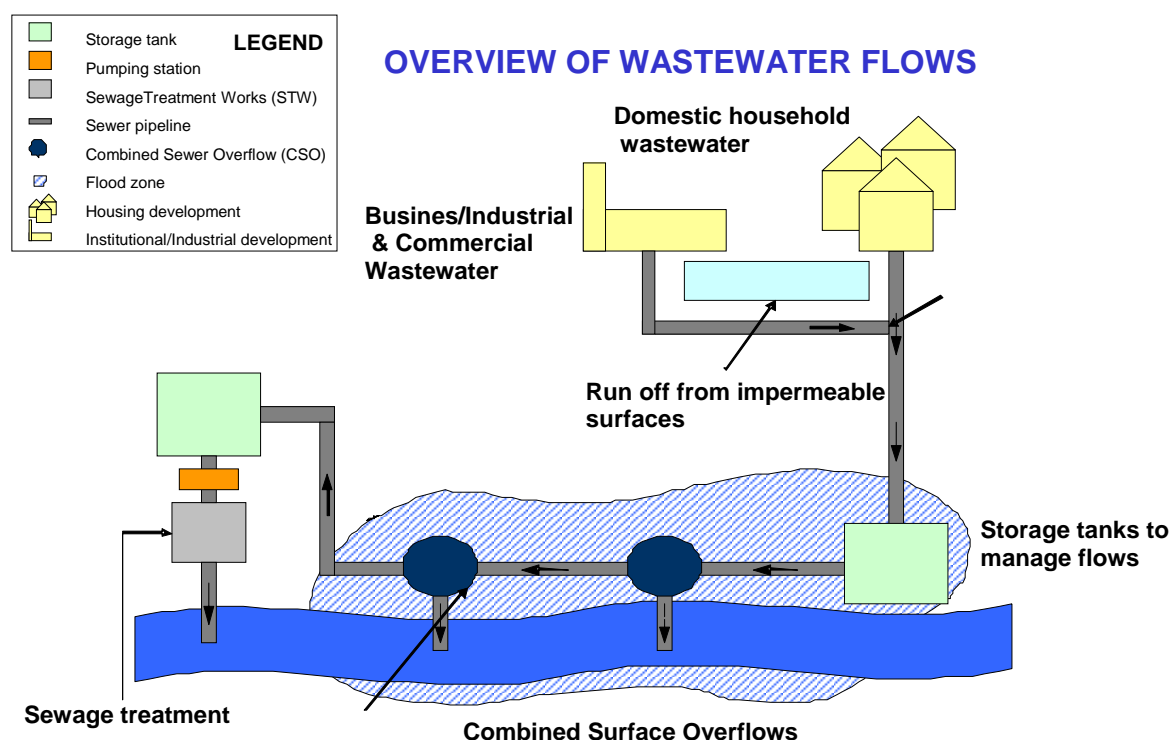 LEGEND
Storage tank
Pumping station
SewageTreatment Works (STW)
Sewer pipeline
Combined Sewer Overflow (CSO)
Flood zone
Housing development
Institutional/Industrial development
OVERVIEW OF WASTEWATER FLOWS
Domestic household
wastewater
Busines/Industrial
& Commercial
Wastewater
Run off from impermeable
surfaces
Storage tanks to
manage flows
Sewage treatment
Combined Surface Overflows